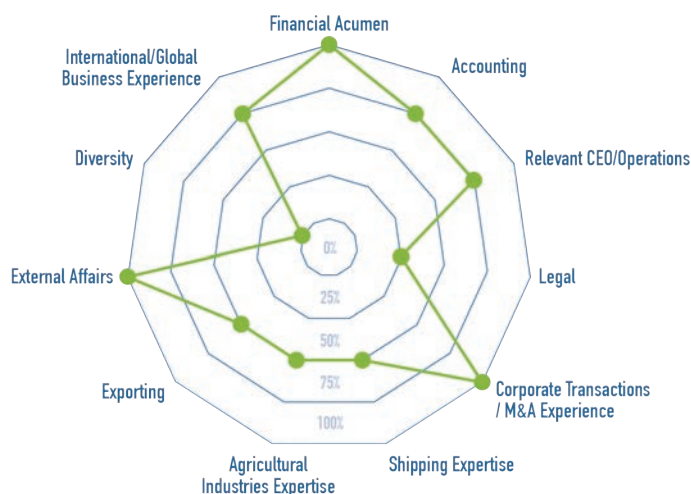 Financial Acumen
International/Global
Business Experience
Accounting
Diversity
Relevant CEO/Operations
0%
External Affairs
Legal
25%
50%
75%
Exporting
Corporate Transactions
/ M&A Experience
100%
Agricultural
Industries Expertise
Shipping Expertise